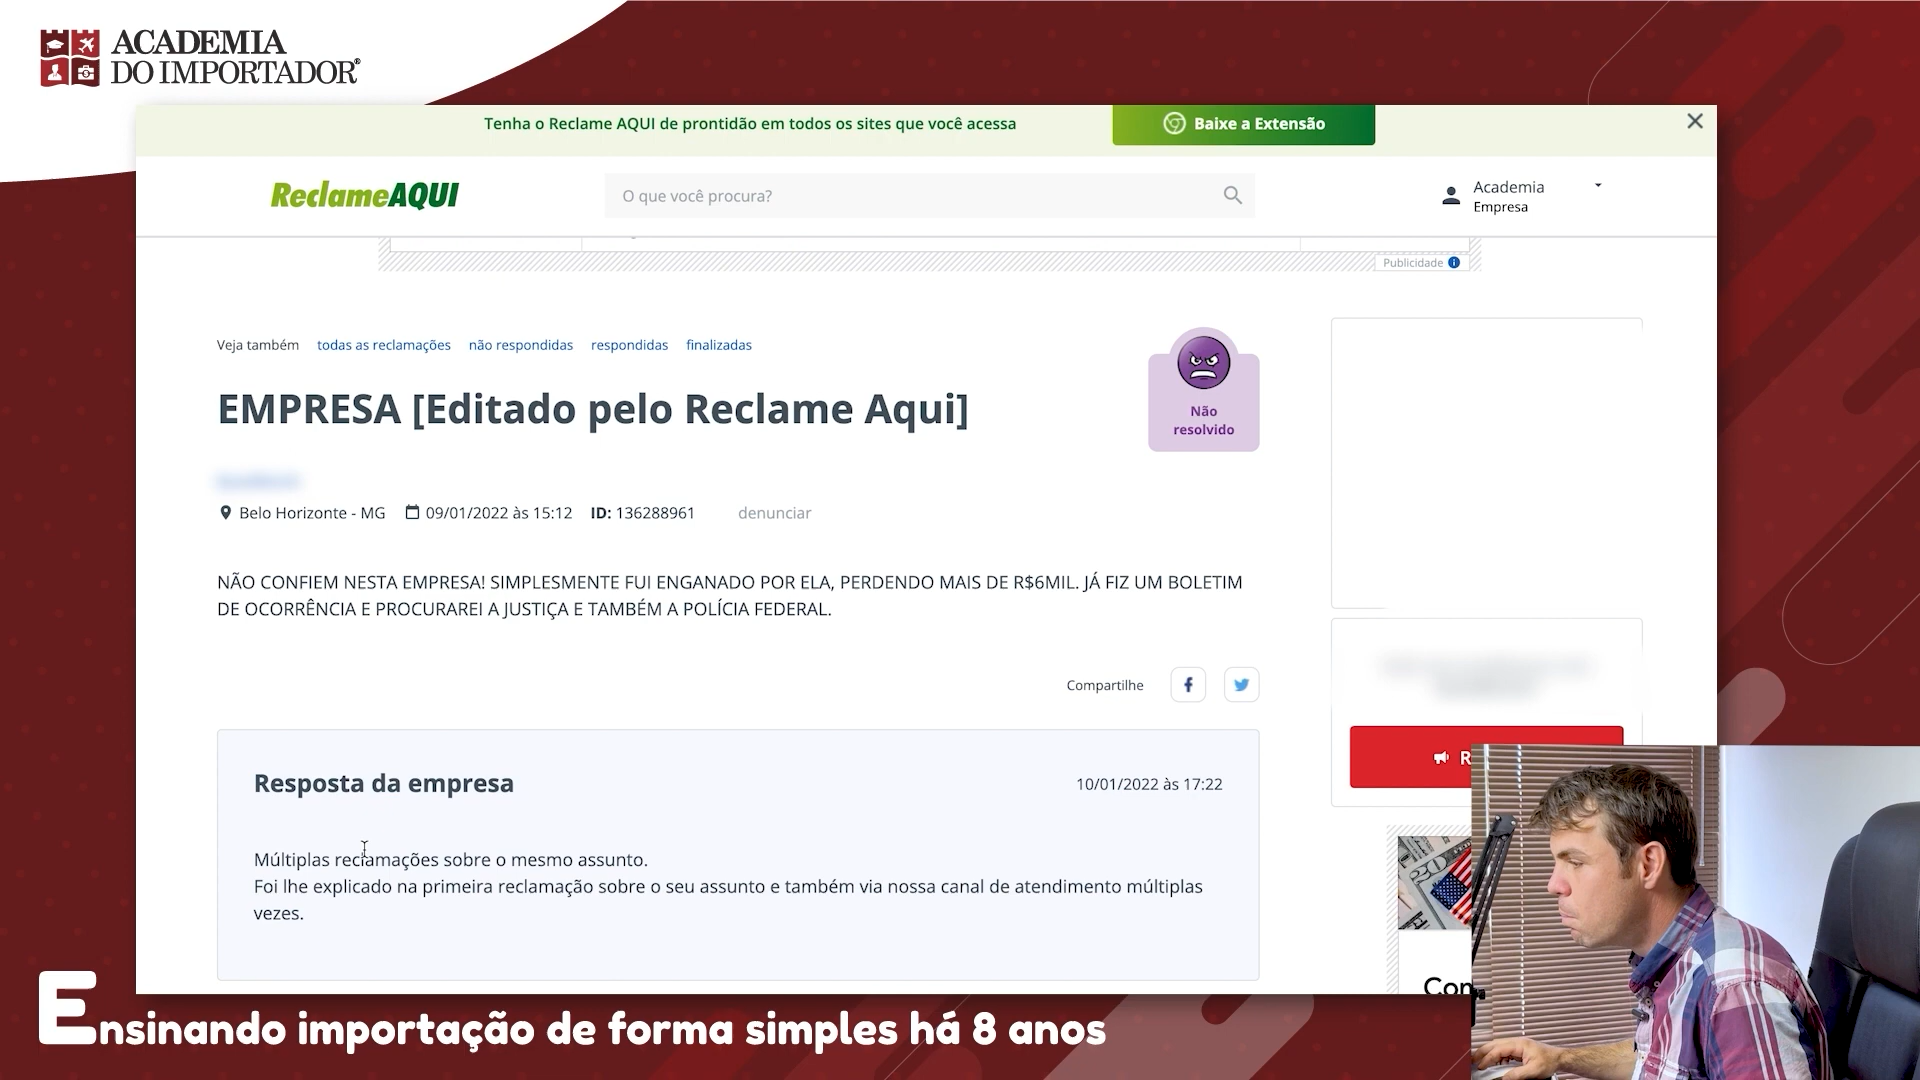 ACADEMIA
DO IMPORTADOR®
Tenha o Reclame AQUI de prontidão em todos os sites que você acessa
Baixe a Extensão
ReclameAQUI
O que você procura?
Academia
Empresa
Publicidade
Veja também todas as reclamações não respondidas respondidas finalizadas
Não
resolvido
EMPRESA [Editado pelo Reclame Aqui]
Belo Horizonte - MG 09/01/2022 às 15:12 ID: 136288961 denunciar
NÃO CONFIEM NESTA EMPRESA! SIMPLESMENTE FUI ENGANADO POR ELA, PERDENDO MAIS DE R$6MIL. JÁ FIZ UM BOLETIM
DE OCORRÊNCIA E PROCURAREI A JUSTIÇA E TAMBÉM A POLÍCIA FEDERAL.
Compartilhe
Resposta da empresa 10/01/2022 às 17:22
Múltiplas reclamações sobre o mesmo assunto.
Foi lhe explicado na primeira reclamação sobre o seu assunto e também via nossa canal de atendimento múltiplas
vezes.
Ensinando importação de forma simples há 8 anos